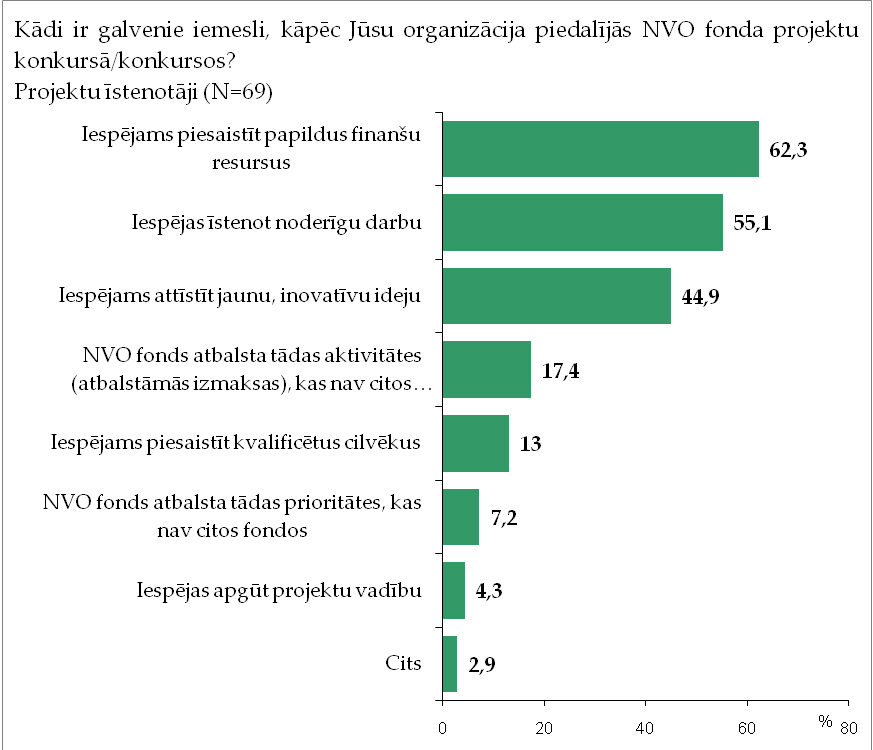 Kādi ir galvenie iemesli, kāpēc Jūsu organizācija piedalījās NVO fonda projektu
konkursā/konkursos?
Projektu īstenotāji (N=69)
Iespējams piesaistīt papildus finanšu
resursus
62,3
Iespējas īstenot noderīgu darbu
55,1
Iespējams attīstīt jaunu, inovatīvu ideju
44,9
NVO fonds atbalsta tādas aktivitātes
(atbalstāmās izmaksas), kas nav citos…
17,4
Iespējams piesaistīt kvalificētus cilvēkus
13
NVO fonds atbalsta tādas prioritātes, kas
nav citos fondos
7,2
Iespējas apgūt projektu vadību
4,3
Cits
2,9
0 20 40 60 % 80